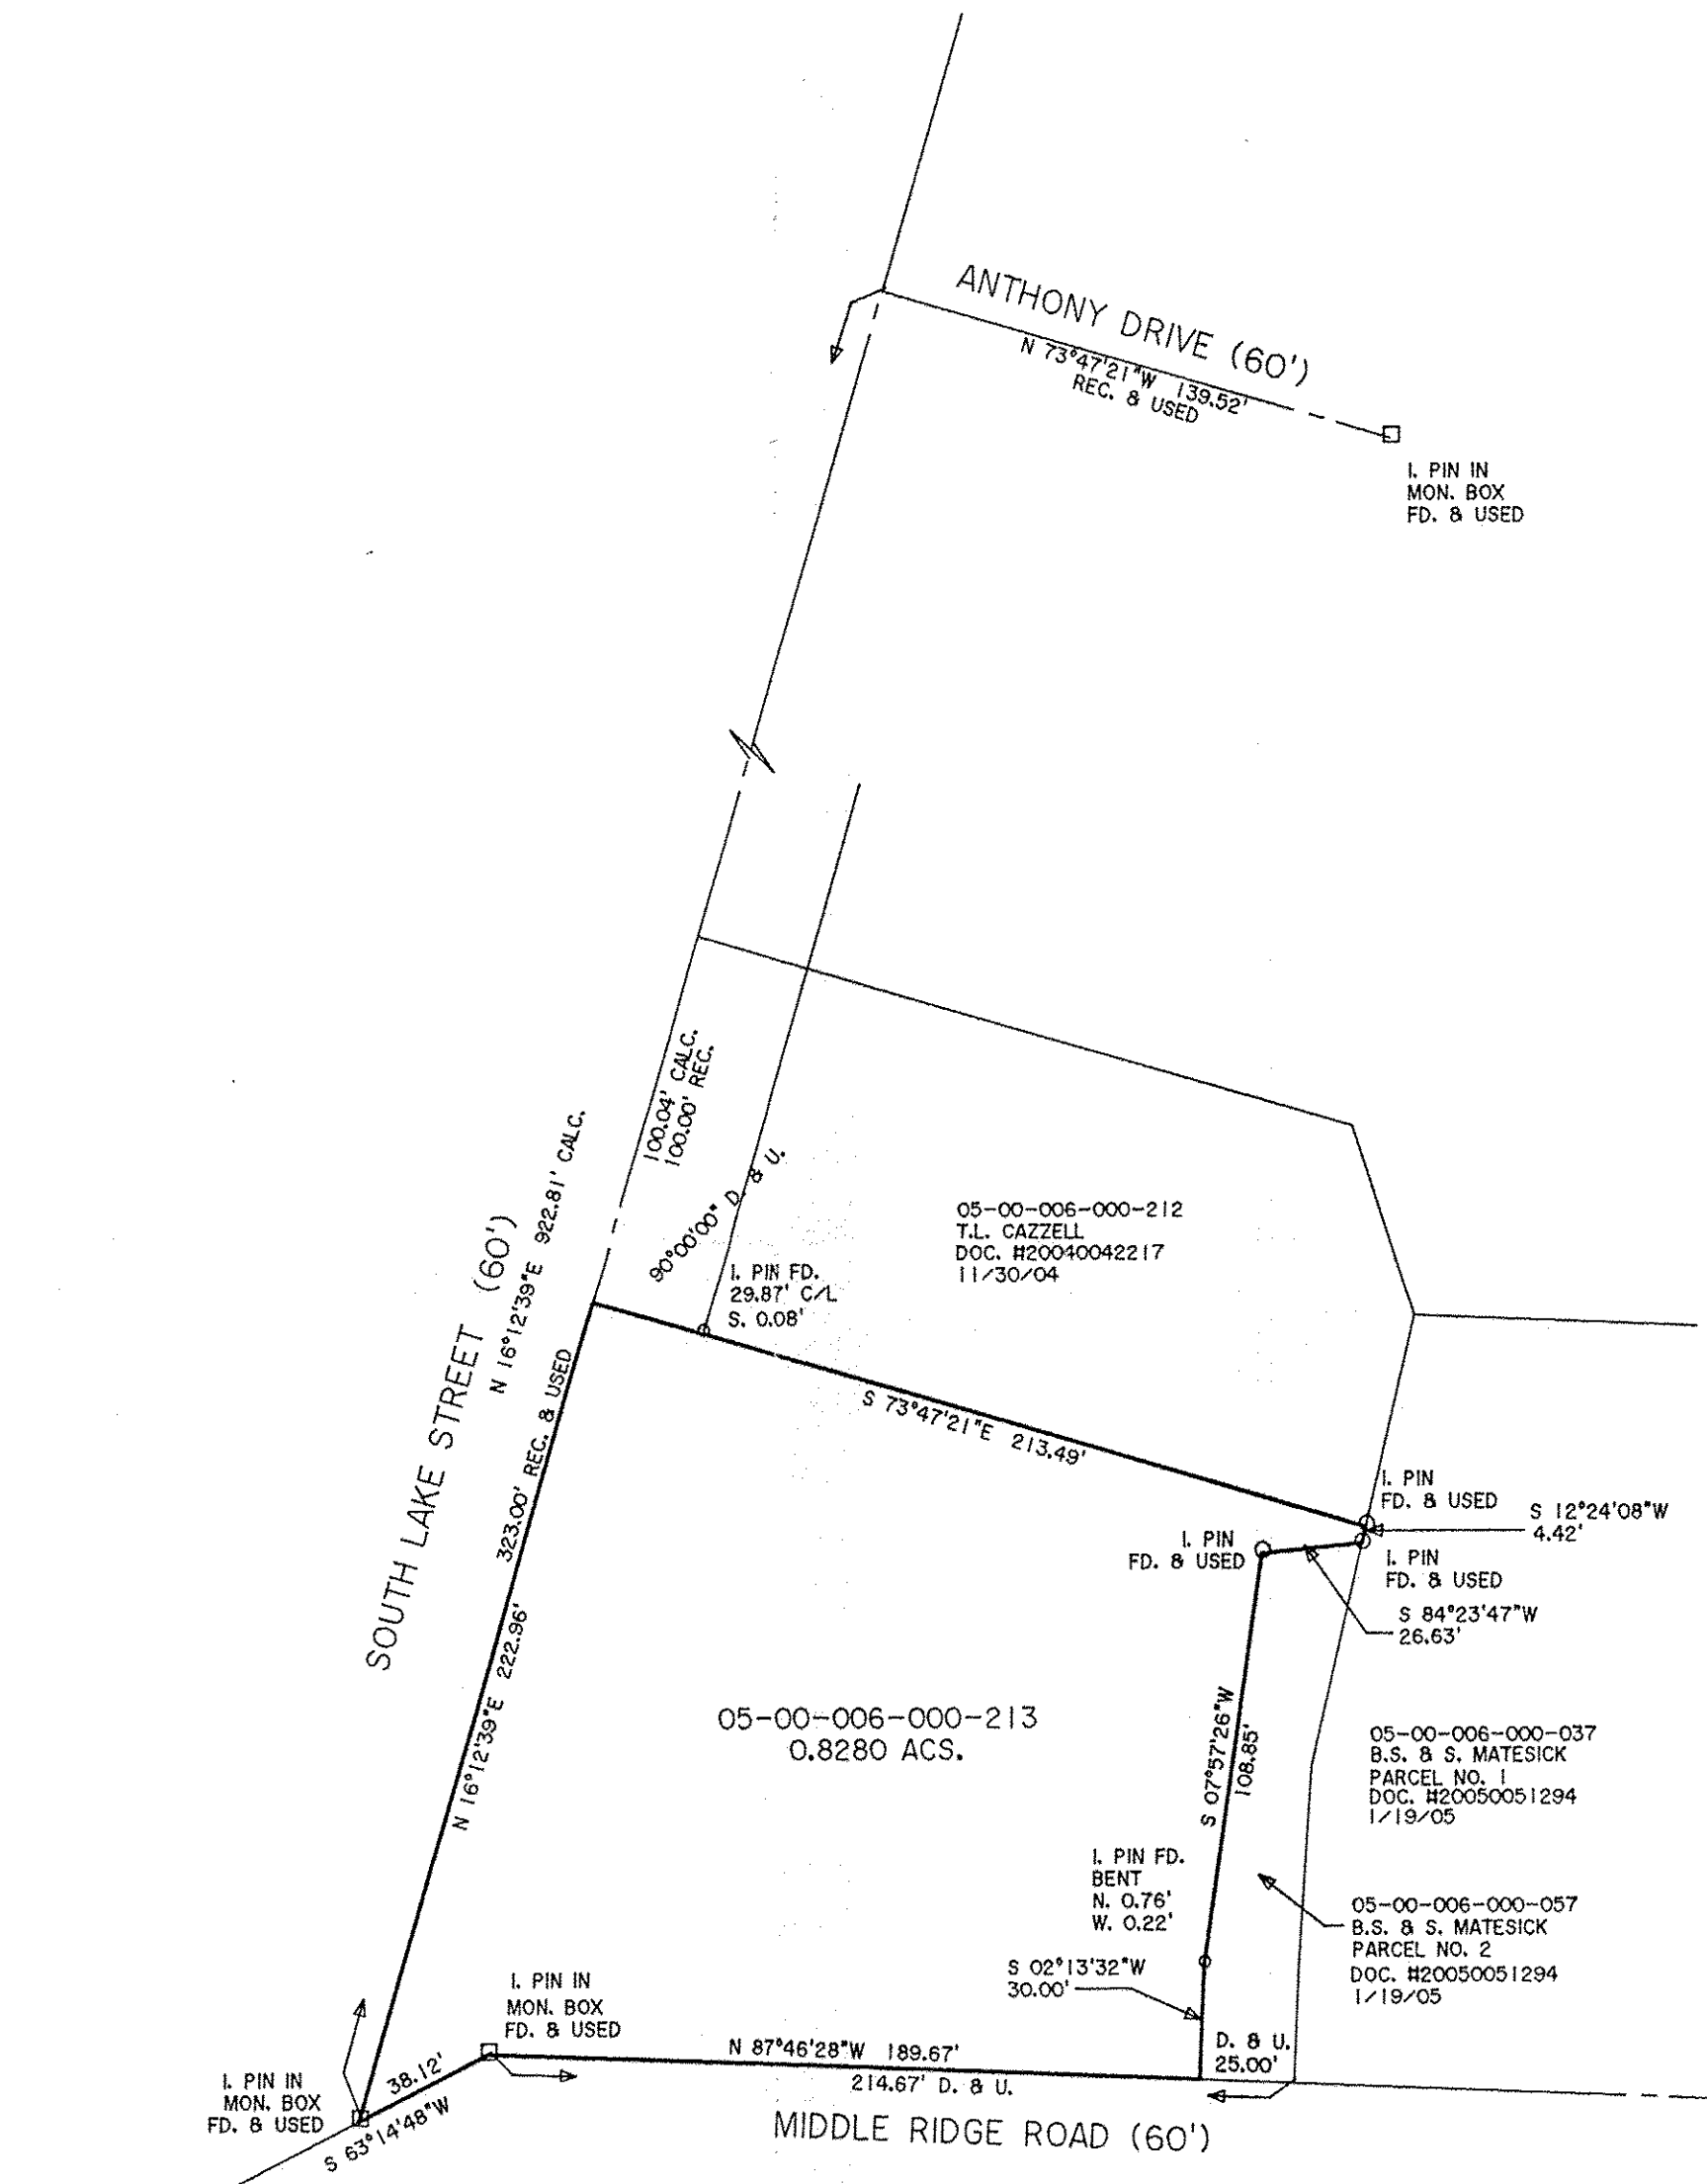 ANTHONY DRIVE (60')
N 73°47'21"W 139.52'
REC. & USED
I. PIN IN
MON. BOX
FD. & USED
100.04' CALC.
100.00' REC.
90°00'00" D. & U.
SOUTH LAKE STREET (60')
N 16°12'39"E 922.81' CALC.
323.00' REC. & USED
N 16°12'39"E 222.96'
05-00-006-000-212
T.L. CAZZELL
DOC. #20040042217
11/30/04
I. PIN FD.
29.87' C/L
S. 0.08'
S 73°47'21"E 213.49'
I. PIN
FD. & USED
S 12°24'08"W
4.42'
I. PIN
FD. & USED
I. PIN
FD. & USED
S 84°23'47"W
26.63'
05-00-006-000-213
0.8280 ACS.
S 07°57'26"W
108.85'
05-00-006-000-037
B.S. & S. MATESICK
PARCEL NO. 1
DOC. #20050051294
1/19/05
I. PIN FD.
BENT
N. 0.76'
W. 0.22'
05-00-006-000-057
B.S. & S. MATESICK
PARCEL NO. 2
DOC. #20050051294
1/19/05
S 02°13'32"W
30.00'
I. PIN IN
MON. BOX
FD. & USED
N 87°46'28"W 189.67'
214.67' D. & U.
D. & U.
25.00'
I. PIN IN
MON. BOX
FD. & USED
38.12'
S 63°14'48"W
MIDDLE RIDGE ROAD (60')